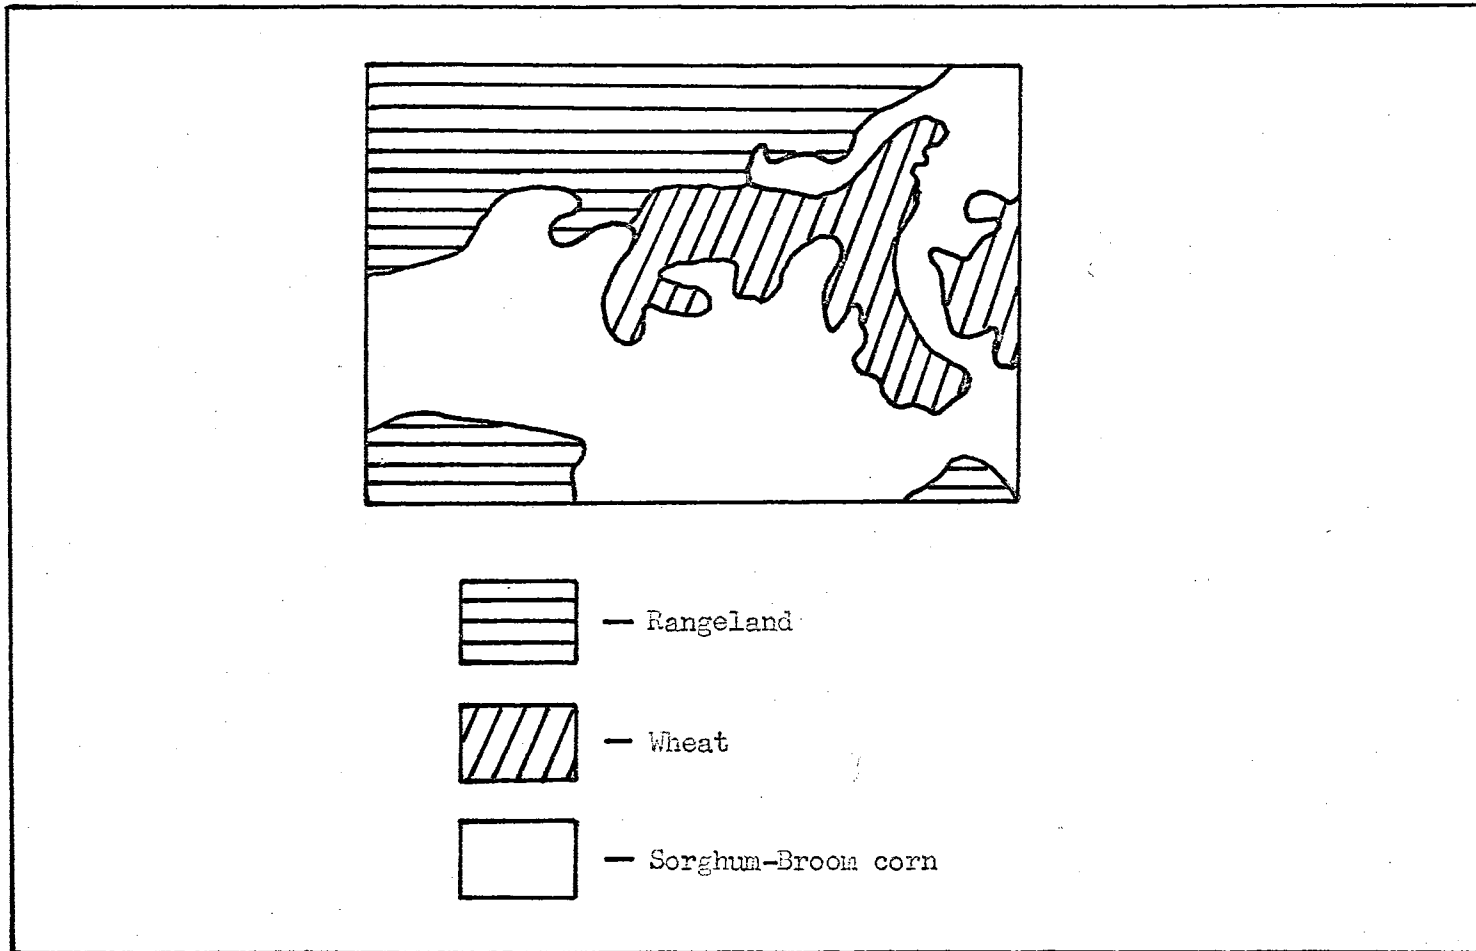 — Rangeland
— Wheat
— Sorghum-Broom corn